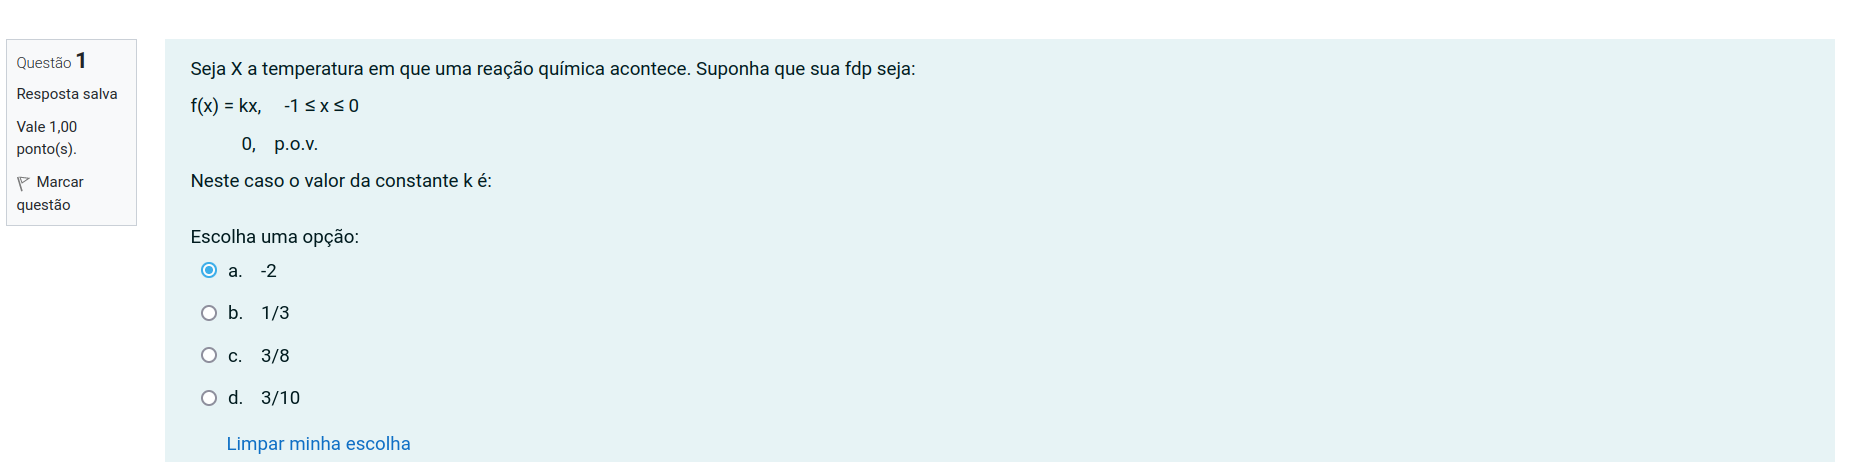 Questão 1
Resposta salva
Vale 1,00
ponto(s).
Marcar
questão
Seja X a temperatura em que uma reação química acontece. Suponha que sua fdp seja:
f(x) = kx, -1 ≤ x ≤ 0
0, p.o.v.
Neste caso o valor da constante k é:
Escolha uma opção:
a. -2
b. 1/3
c. 3/8
d. 3/10
Limpar minha escolha